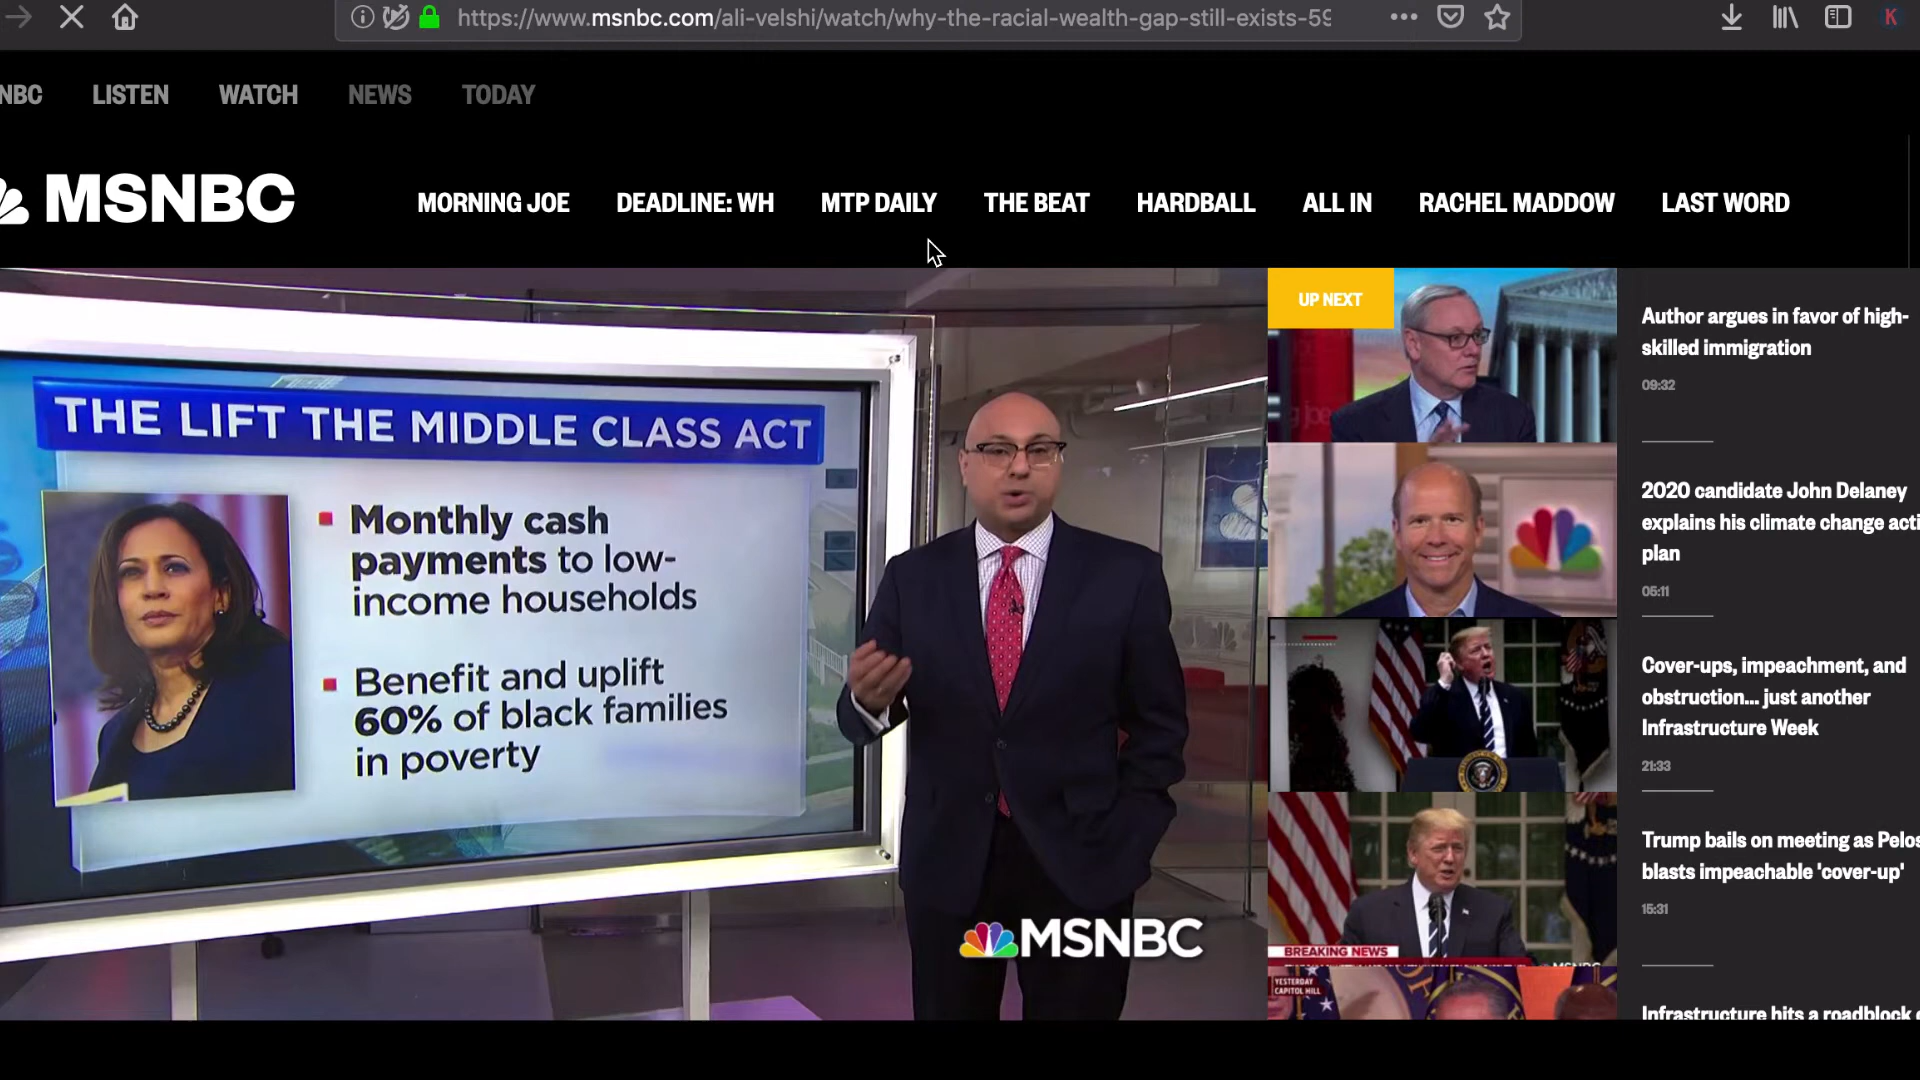 https://www.msnbc.com/ali-velshi/watch/why-the-racial-wealth-gap-still-exists-59
K
NBC LISTEN WATCH NEWS TODAY
MSNBC
MORNING JOE DEADLINE: WH MTP DAILY THE BEAT HARDBALL ALL IN RACHEL MADDOW LAST WORD
THE LIFT THE MIDDLE CLASS ACT
Monthly cash
payments to low-
income households
Benefit and uplift
60% of black families
in poverty
MSNBC
UP NEXT
Author argues in favor of high-
skilled immigration
09:32
2020 candidate John Delaney
explains his climate change acti
plan
05:11
Cover-ups, impeachment, and
obstruction... just another
Infrastructure Week
21:33
BREAKING NEWS
Trump bails on meeting as Pelos
blasts impeachable 'cover-up'
15:31
YESTERDAY
CAPITOL HILL
Infrastructure hits a roadblock